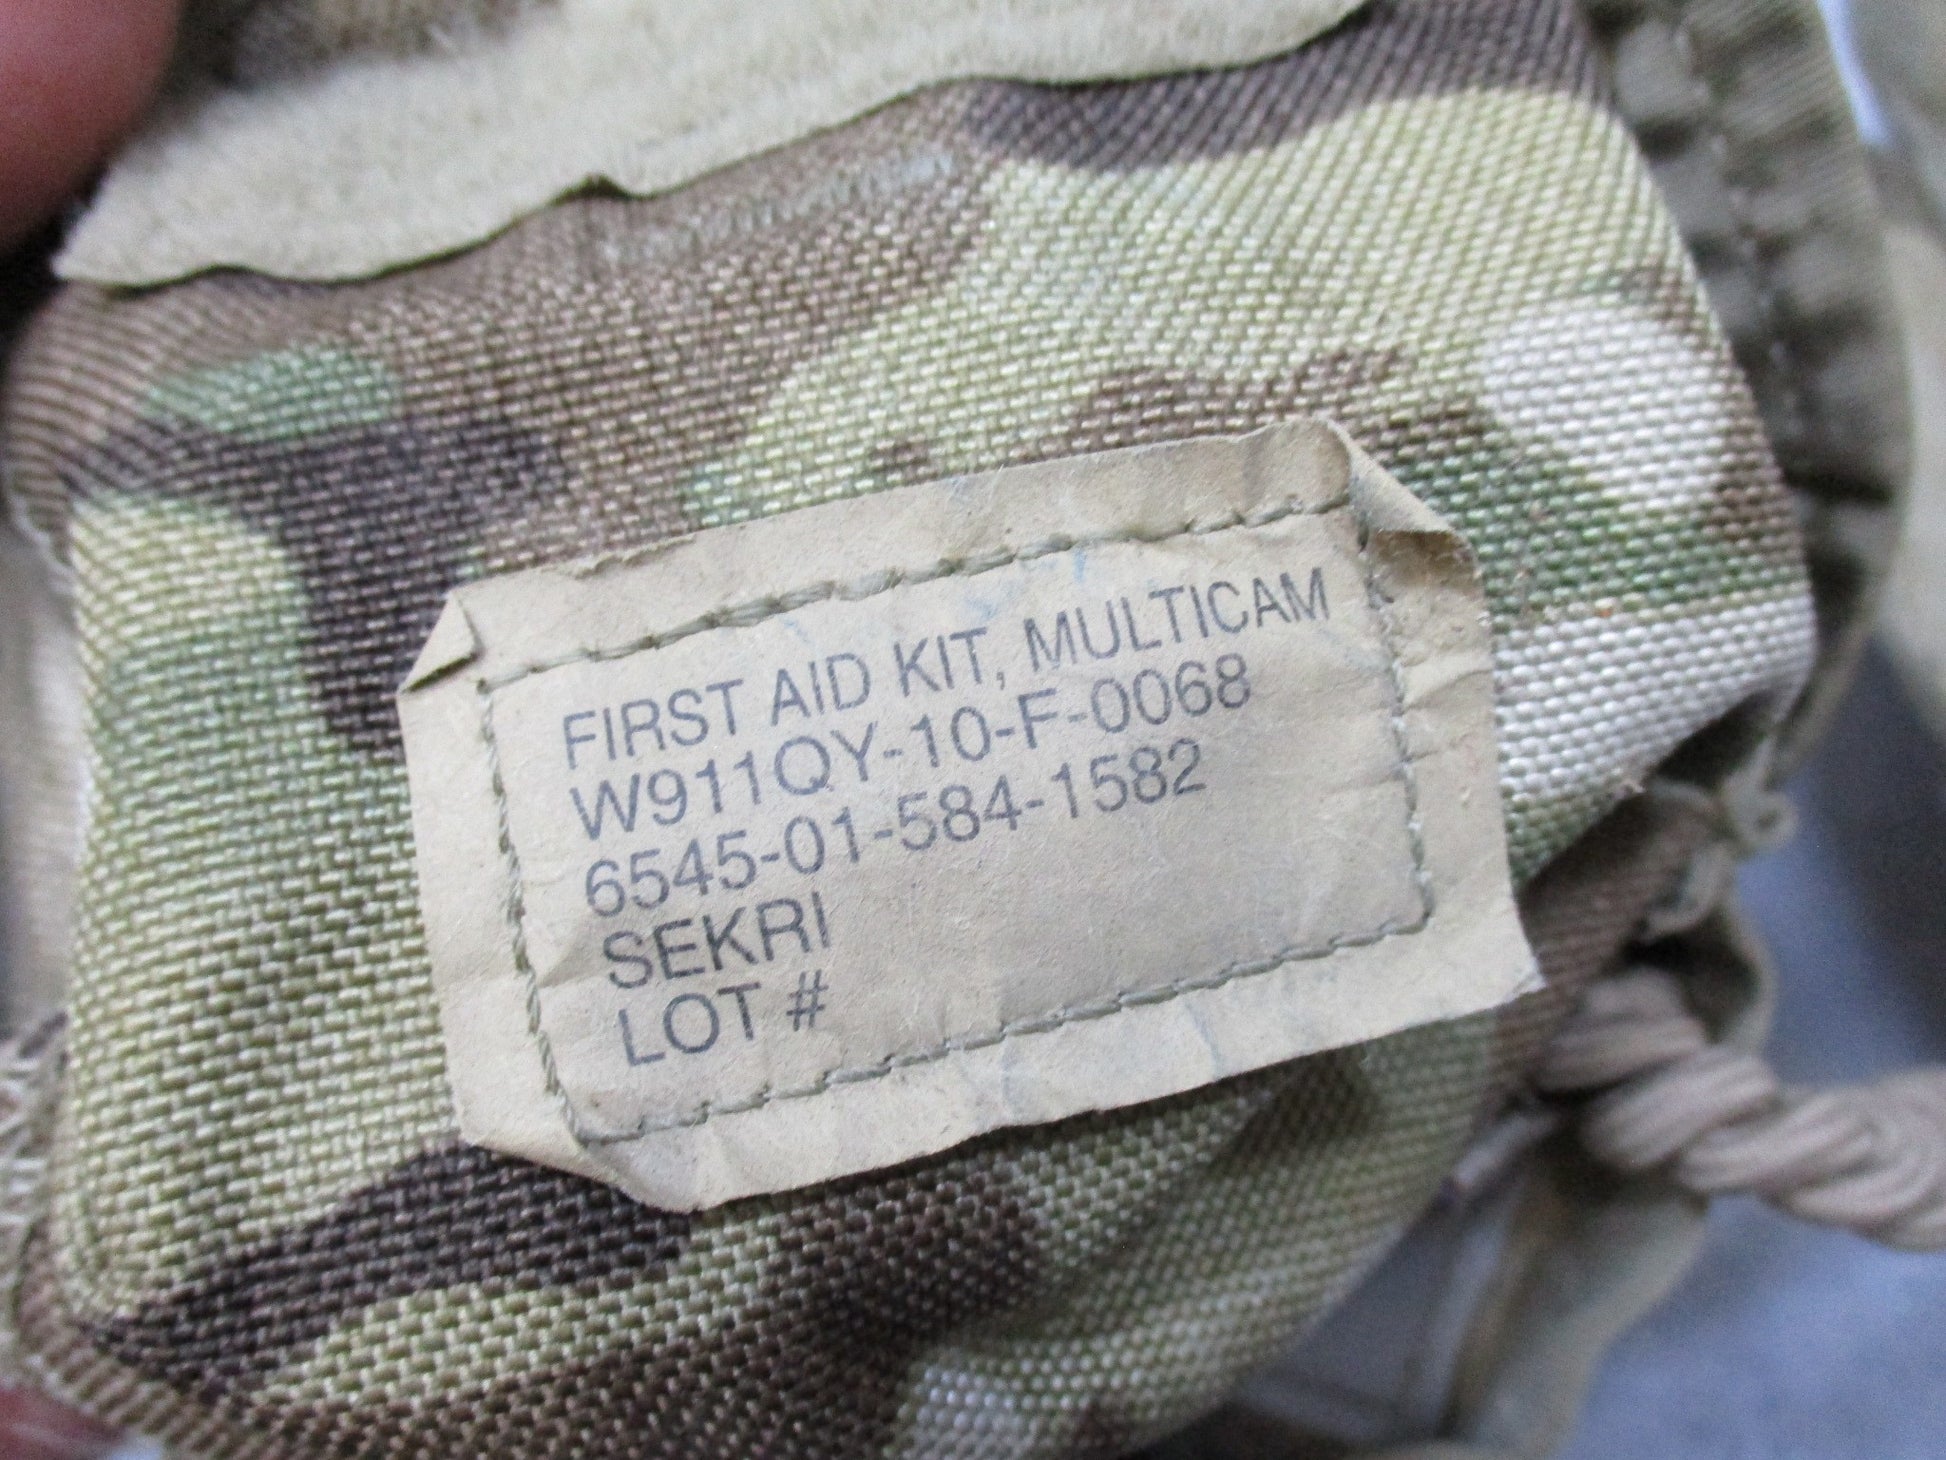 FIRST AID KIT, MULTICAM
W911QY-10-F-0068
6545-01-584-1582
SEKRI
LOT #